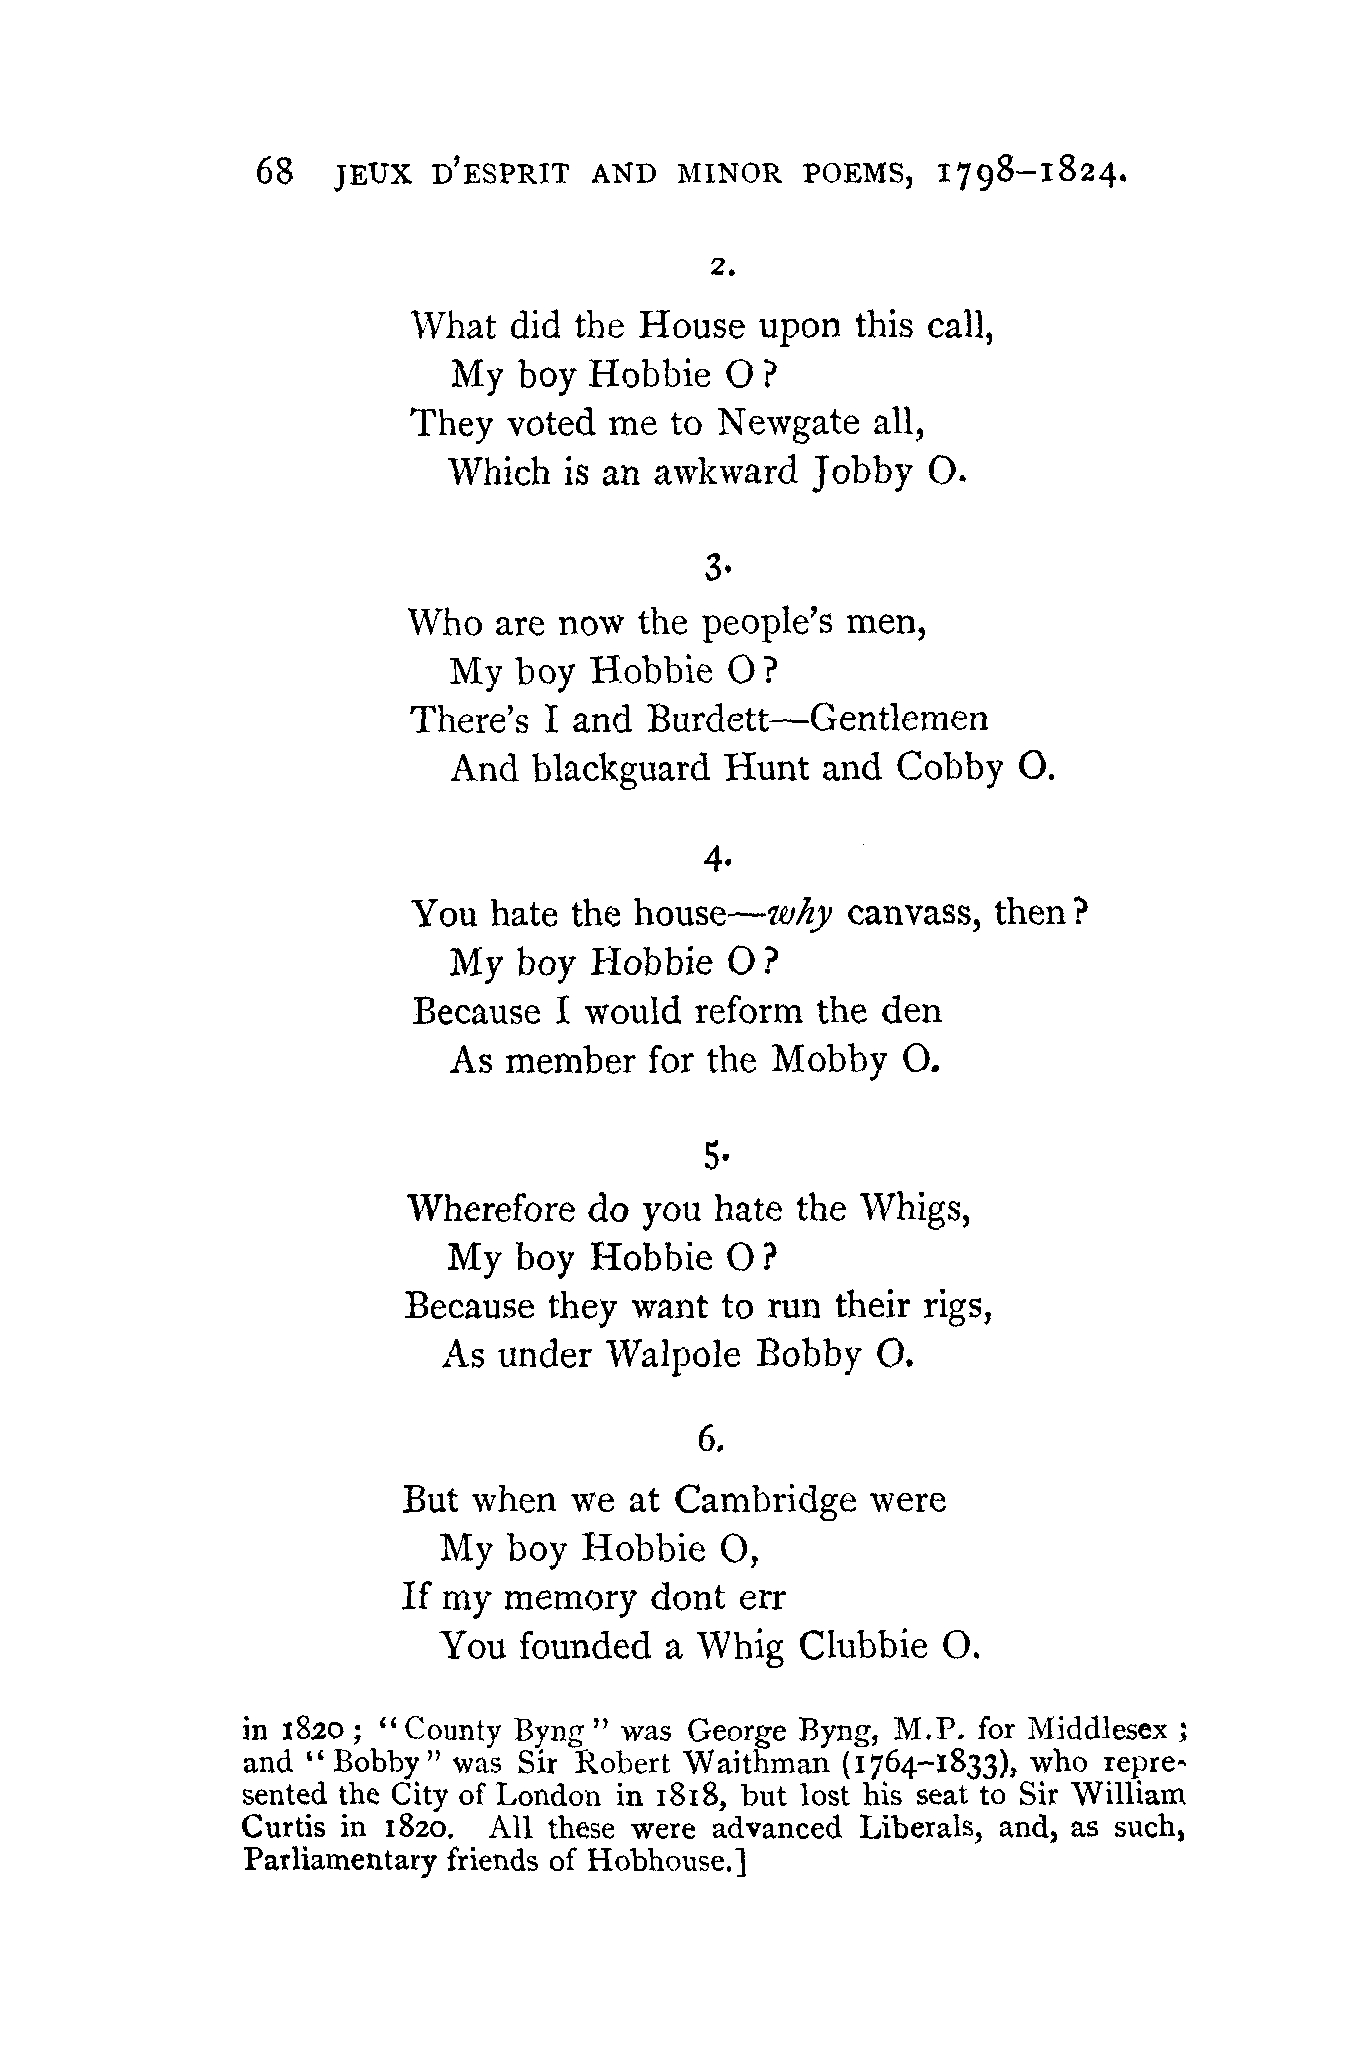 68 JEUX D'ESPRIT AND MINOR POEMS, 1798–1824.
2.
What did the House upon this call,
My boy Hobbie O?
They voted me to Newgate all,
Which is an awkward Jobby O.
3.
Who are now the people's men,
My boy Hobbie O?
There's I and Burdett—Gentlemen
And blackguard Hunt and Cobby O.
4.
You hate the house—why canvass, then?
My boy Hobbie O?
Because I would reform the den
As member for the Mobby O.
5.
Wherefore do you hate the Whigs,
My boy Hobbie O?
Because they want to run their rigs,
As under Walpole Bobby O.
6.
But when we at Cambridge were
My boy Hobbie O,
If my memory dont err
You founded a Whig Clubbie O.
in 1820; "County Byng" was George Byng, M.P. for Middlesex;
and "Bobby" was Sir Robert Waithman (1764–1833), who repre-
sented the City of London in 1818, but lost his seat to Sir William
Curtis in 1820. All these were advanced Liberals, and, as such,
Parliamentary friends of Hobhouse.]